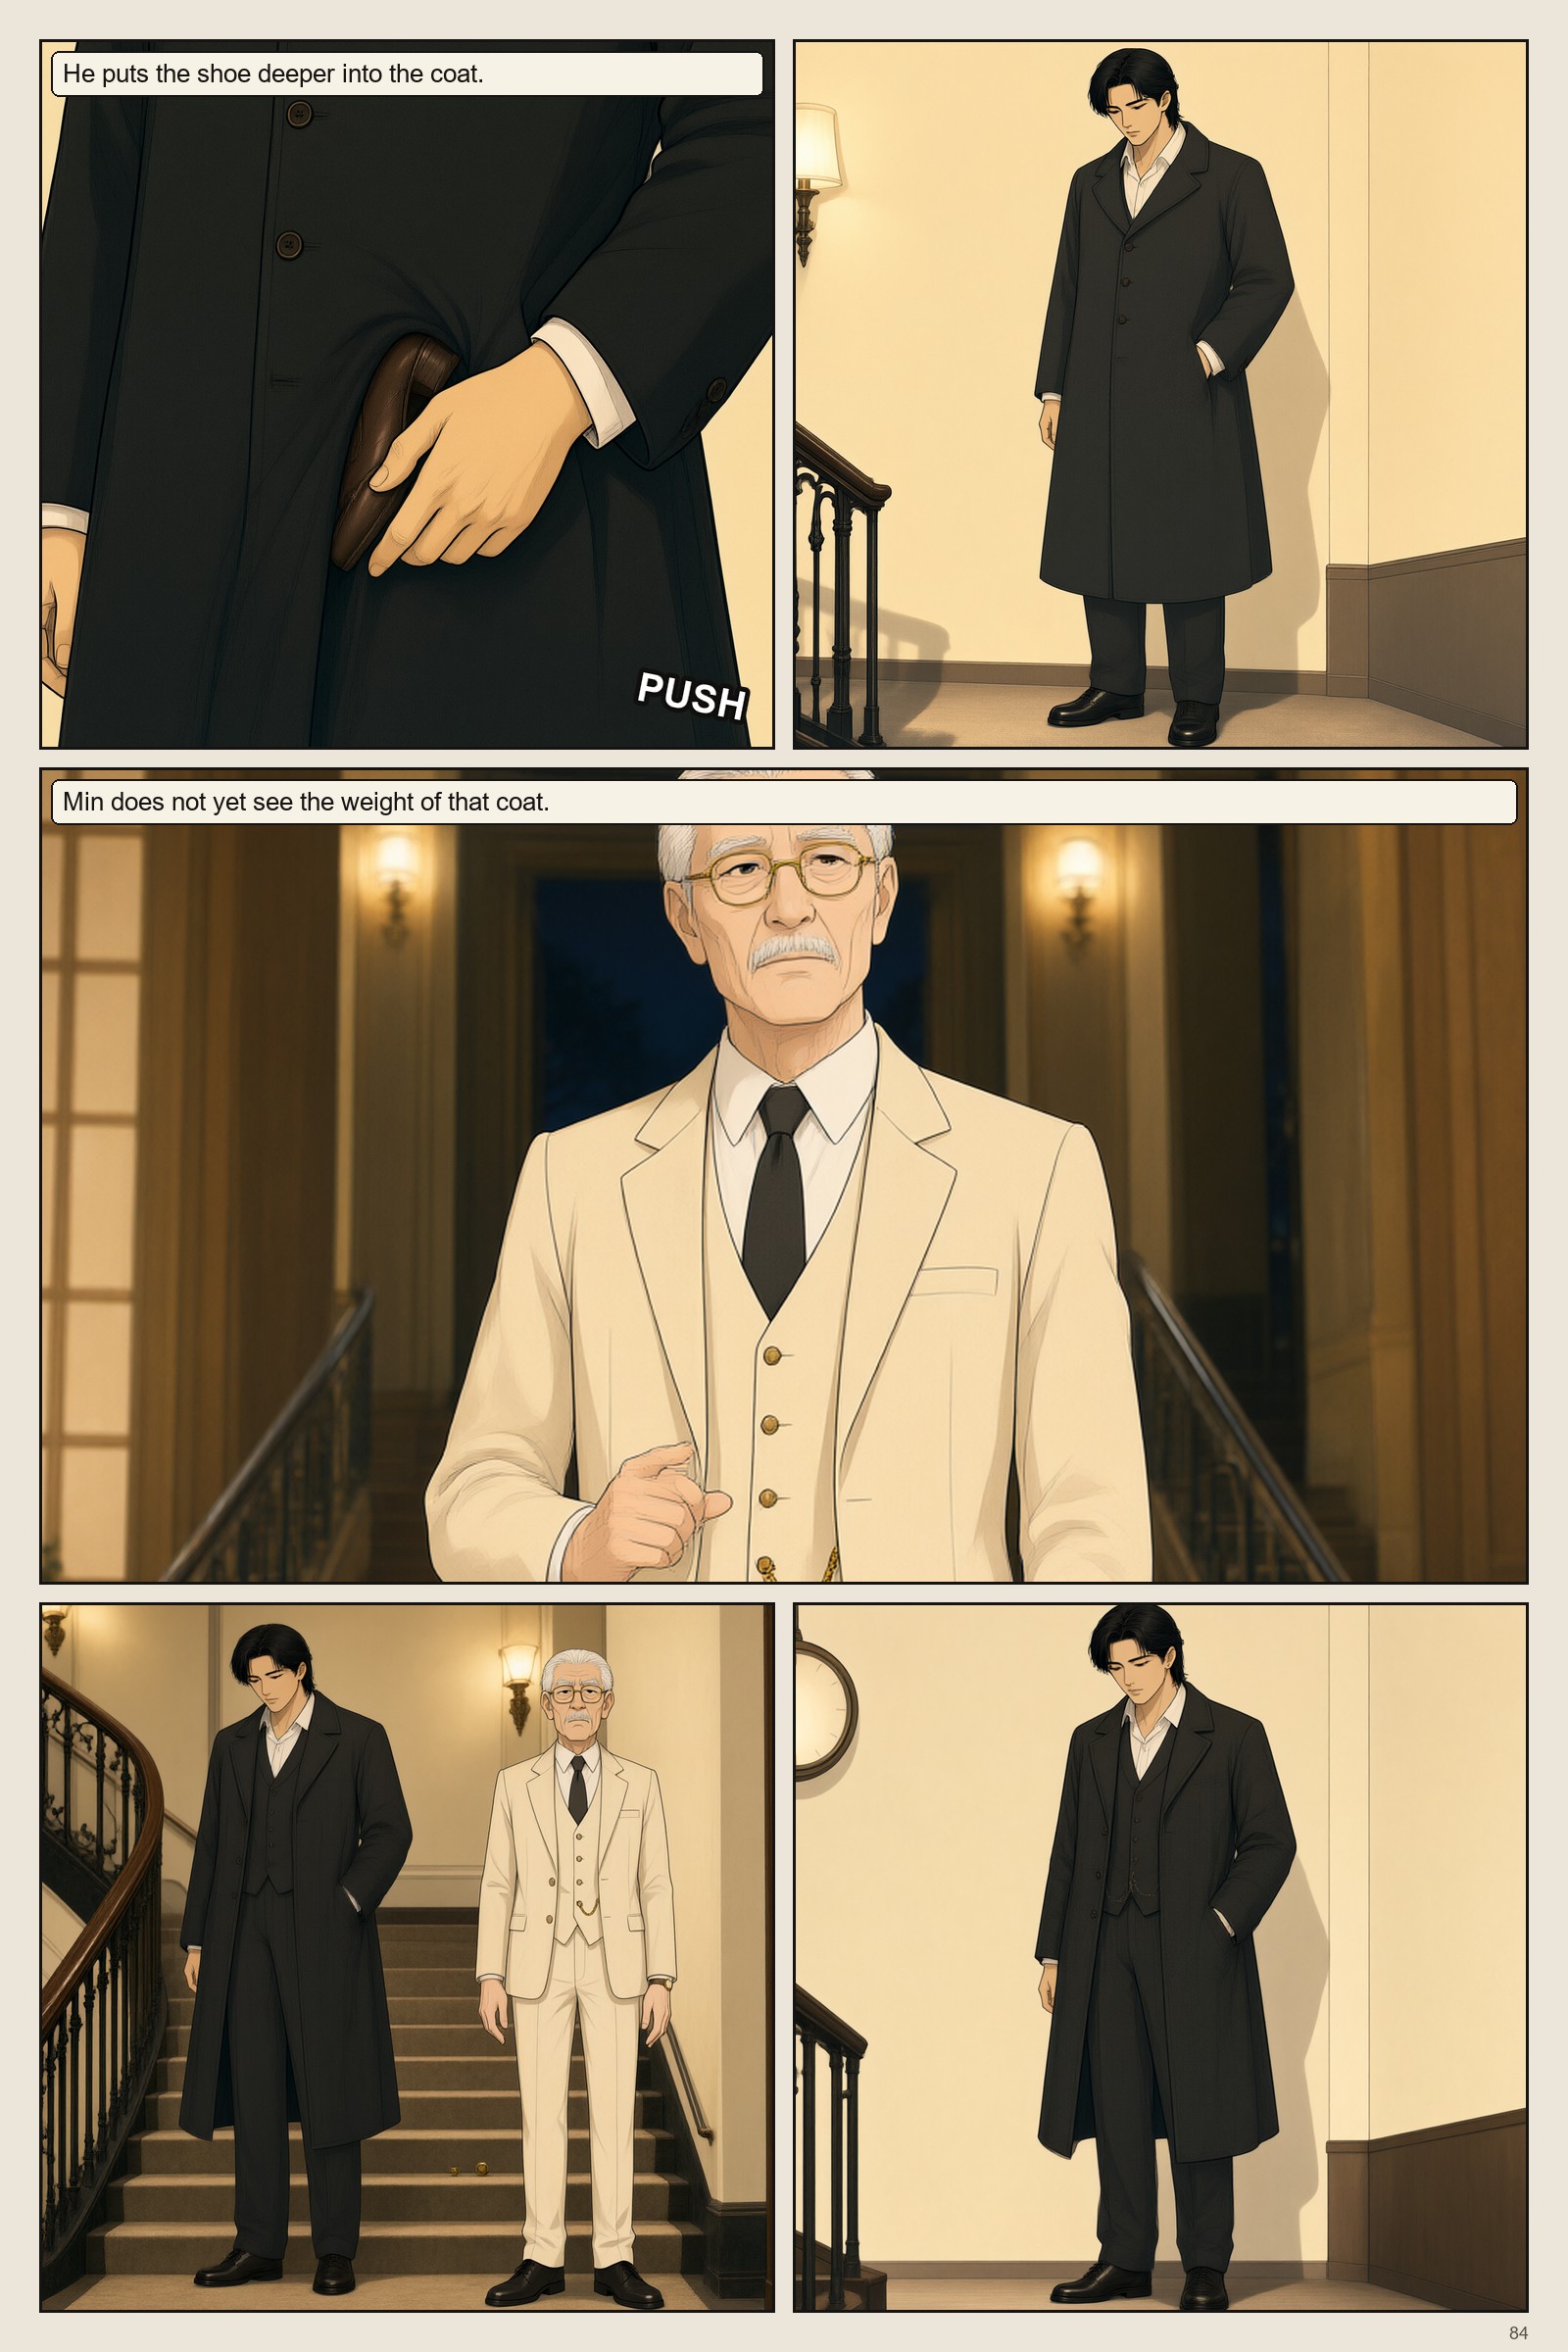 He puts the shoe deeper into the coat.
PUSH
Min does not yet see the weight of that coat.
84